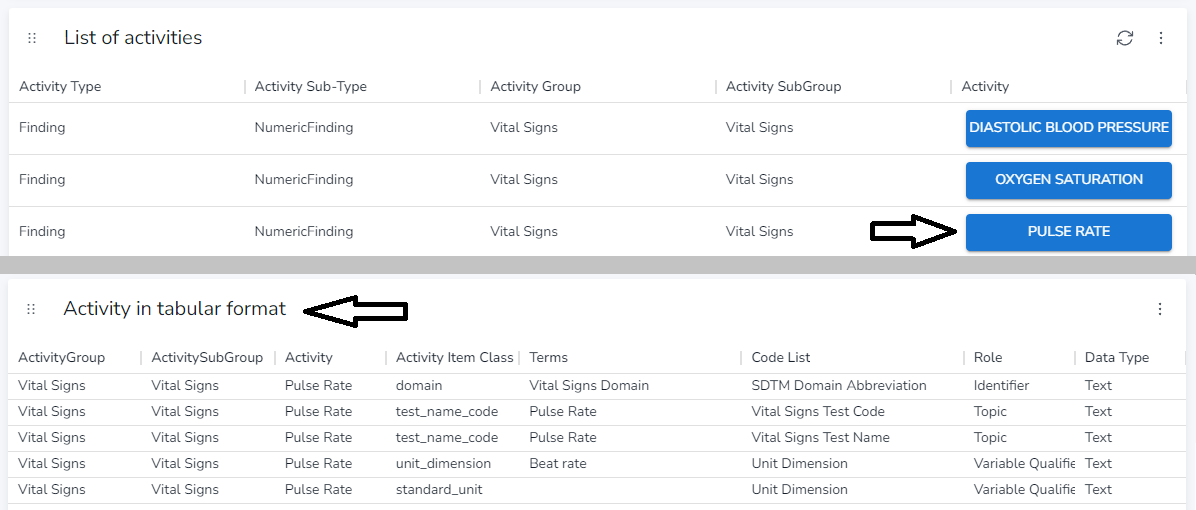 List of activities
Activity Type Activity Sub-Type Activity Group Activity SubGroup Activity
Finding NumericFinding Vital Signs Vital Signs DIASTOLIC BLOOD PRESSURE
Finding NumericFinding Vital Signs Vital Signs OXYGEN SATURATION
Finding NumericFinding Vital Signs Vital Signs PULSE RATE
Activity in tabular format
ActivityGroup ActivitySubGroup Activity Activity Item Class Terms Code List Role Data Type
Vital Signs Vital Signs Pulse Rate domain Vital Signs Domain SDTM Domain Abbreviation Identifier Text
Vital Signs Vital Signs Pulse Rate test_name_code Pulse Rate Vital Signs Test Code Topic Text
Vital Signs Vital Signs Pulse Rate test_name_code Pulse Rate Vital Signs Test Name Topic Text
Vital Signs Vital Signs Pulse Rate unit_dimension Beat rate Unit Dimension Variable Qualifie Text
Vital Signs Vital Signs Pulse Rate standard_unit Unit Dimension Variable Qualifie Text